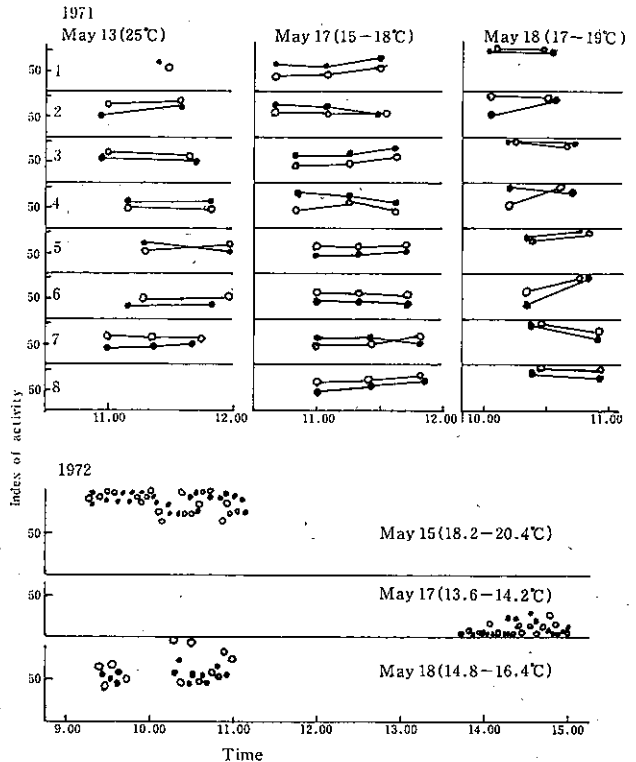 1971
May 13(25℃) May 17(15-18℃) May 18(17-19℃)
50 1
50 2
50 3
50 4
50 5
50 6
50 7
8
11.00 12.00 11.00 12.00 10.00 11.00
Index of activity
1972
50 May 15(18.2-20.4℃)
50 May 17(13.6-14.2℃)
50 May 18(14.8-16.4℃)
9.00 10.00 11.00 12.00 13.00 14.00 15.00
Time